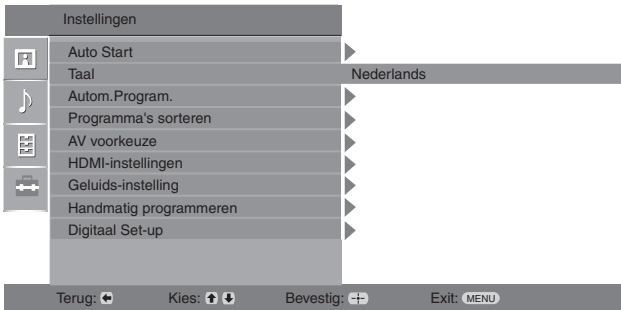 Instellingen
Auto Start
Taal Nederlands
Autom.Program.
Programma's sorteren
AV voorkeuze
HDMI-instellingen
Geluids-instelling
Handmatig programmeren
Digitaal Set-up
Terug: Kies: Bevestig: Exit: MENU